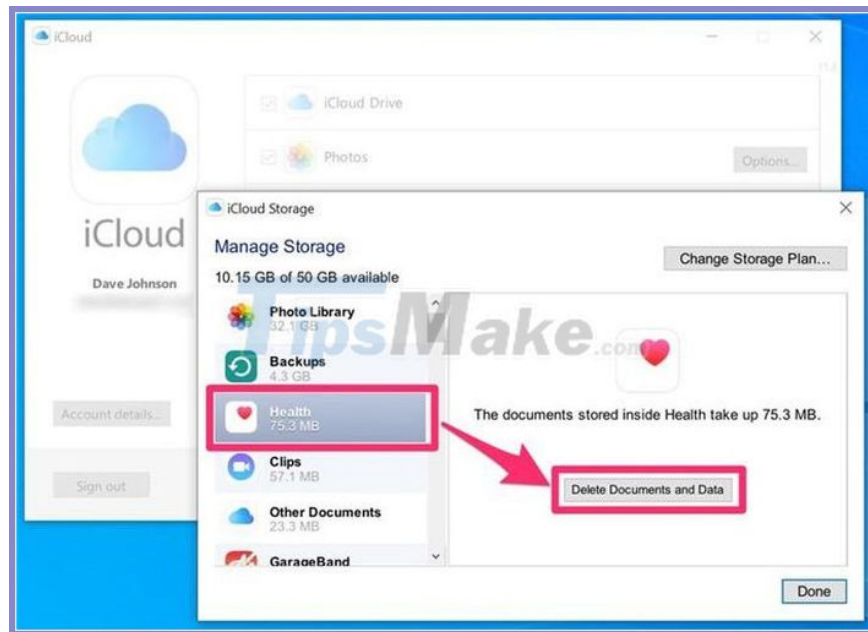 iCloud
iCloud Drive
Photos
Options...
iCloud
Dave Johnson
Account details...
Sign out
iCloud Storage
Manage Storage
10.15 GB of 50 GB available
Change Storage Plan...
Photo Library
32.1 GB
Backups
4.3 GB
Health
75.3 MB
Clips
57.1 MB
Other Documents
23.3 MB
GarageBand
TipsMake.com
The documents stored inside Health take up 75.3 MB.
Delete Documents and Data
Done